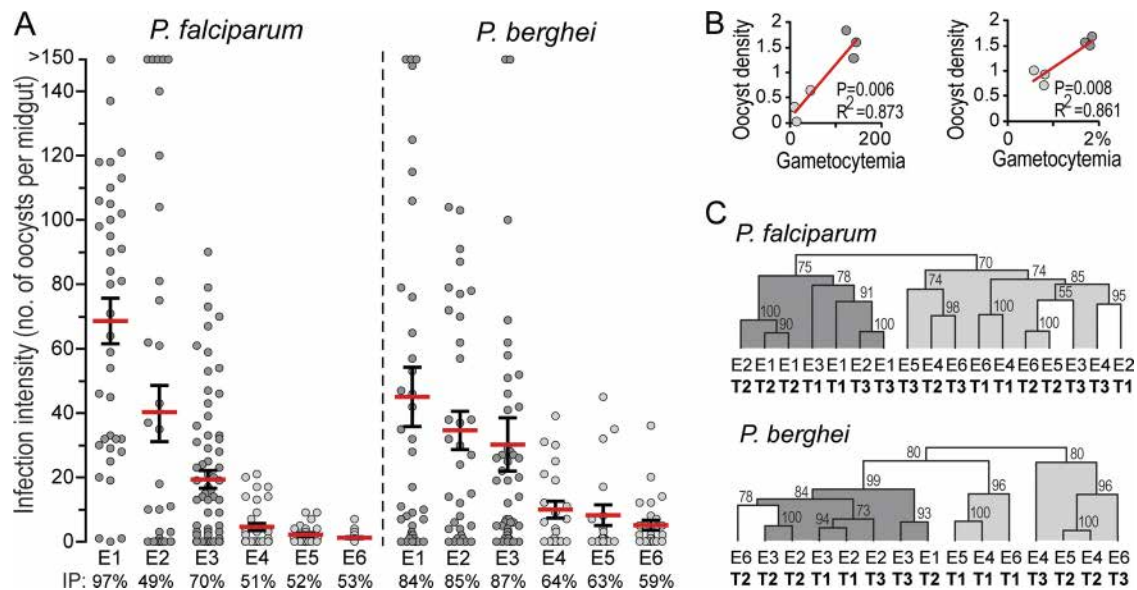 A
P. falciparum
P. berghei
Infection intensity (no. of oocysts per midgut)
>150
140
120
100
80
60
40
20
0
E1 E2 E3 E4 E5 E6 E1 E2 E3 E4 E5 E6
IP: 97% 49% 70% 51% 52% 53% 84% 85% 87% 64% 63% 59%
B
Oocyst density
2
1.5
1
0.5
0
P=0.006
R2=0.873
0 200
Gametocytemia
Oocyst density
2
1.5
1
0.5
0
P=0.008
R2=0.861
0 2%
Gametocytemia
C
P. falciparum
75 70
78 74 74 85
91 98 100 55 95
100 90 100 100
E2 E1 E1 E3 E1 E2 E1 E5 E4 E6 E6 E4 E6 E5 E3 E4 E2
T2 T2 T2 T1 T1 T3 T3 T3 T2 T3 T1 T1 T2 T2 T3 T3 T1
P. berghei
80 80
99 96 96
78 84 73 93
100 94 100 100
E6 E3 E2 E3 E2 E2 E3 E1 E5 E4 E6 E4 E5 E4 E6
T2 T2 T2 T1 T1 T3 T3 T2 T1 T1 T1 T3 T2 T2 T3